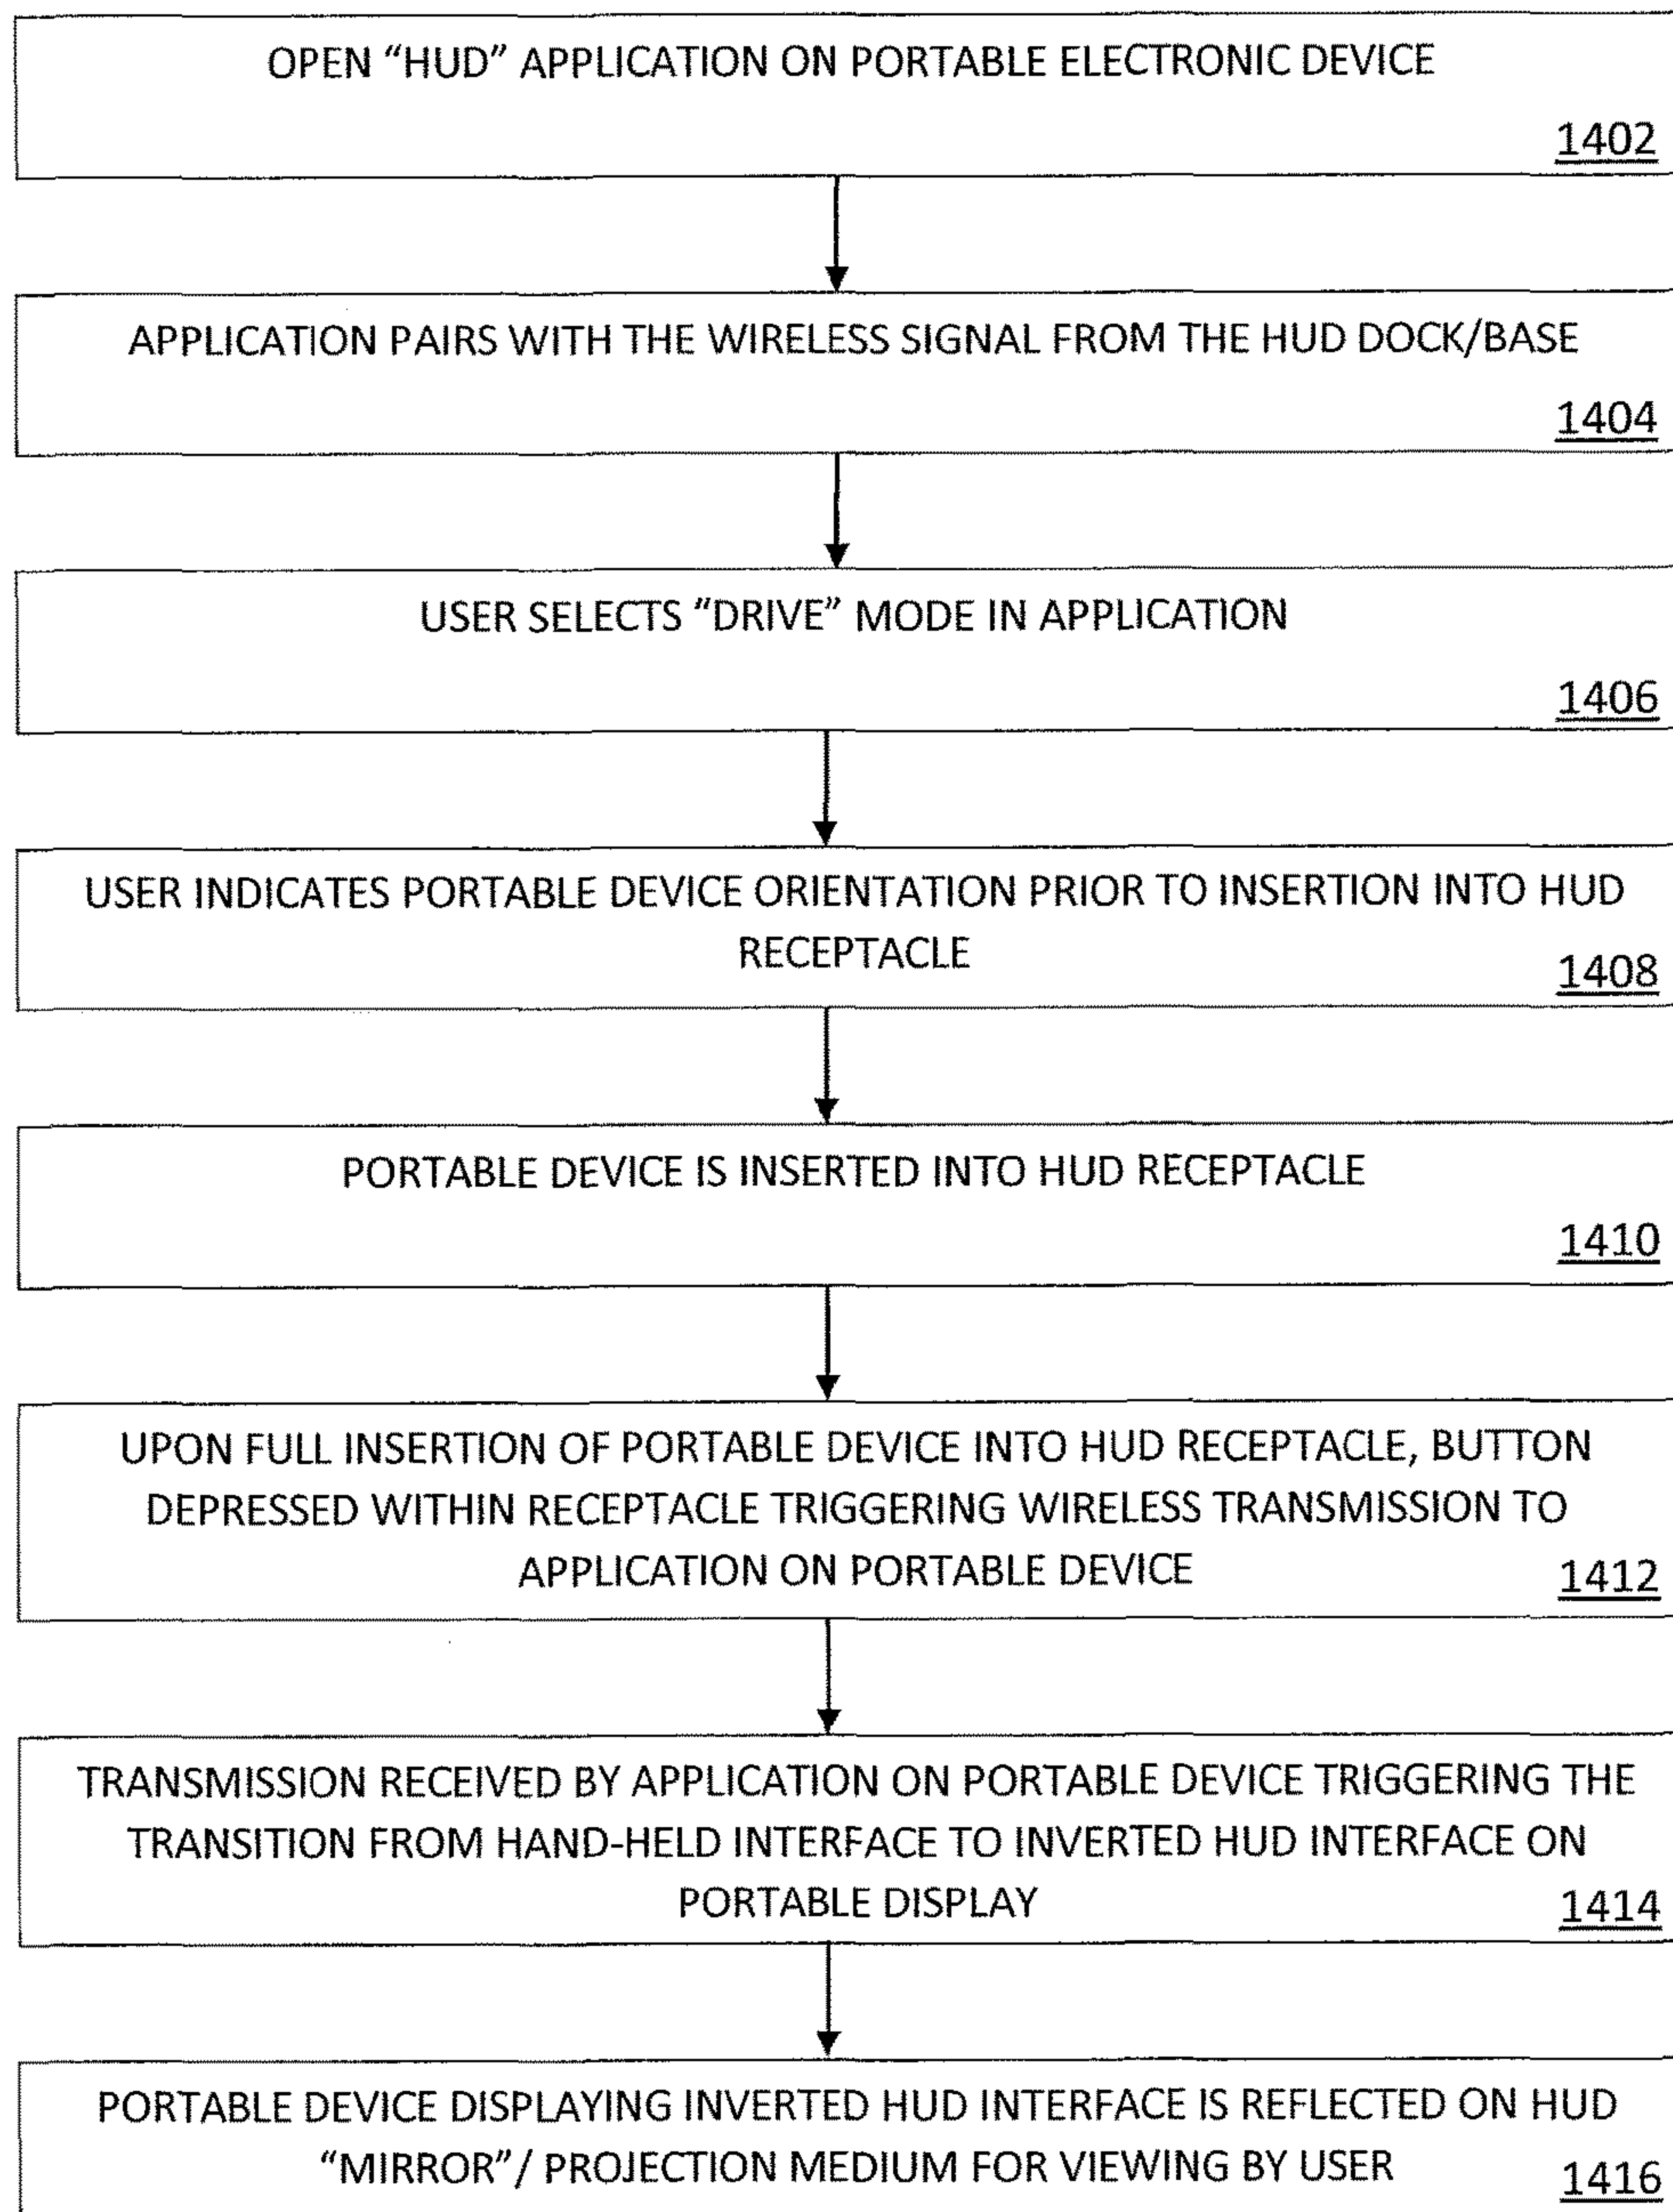 OPEN “HUD” APPLICATION ON PORTABLE ELECTRONIC DEVICE
1402
APPLICATION PAIRS WITH THE WIRELESS SIGNAL FROM THE HUD DOCK/BASE
1404
USER SELECTS “DRIVE” MODE IN APPLICATION
1406
USER INDICATES PORTABLE DEVICE ORIENTATION PRIOR TO INSERTION INTO HUD
RECEPTACLE
1408
PORTABLE DEVICE IS INSERTED INTO HUD RECEPTACLE
1410
UPON FULL INSERTION OF PORTABLE DEVICE INTO HUD RECEPTACLE, BUTTON
DEPRESSED WITHIN RECEPTACLE TRIGGERING WIRELESS TRANSMISSION TO
APPLICATION ON PORTABLE DEVICE
1412
TRANSMISSION RECEIVED BY APPLICATION ON PORTABLE DEVICE TRIGGERING THE
TRANSITION FROM HAND-HELD INTERFACE TO INVERTED HUD INTERFACE ON
PORTABLE DISPLAY
1414
PORTABLE DEVICE DISPLAYING INVERTED HUD INTERFACE IS REFLECTED ON HUD
“MIRROR”/ PROJECTION MEDIUM FOR VIEWING BY USER
1416